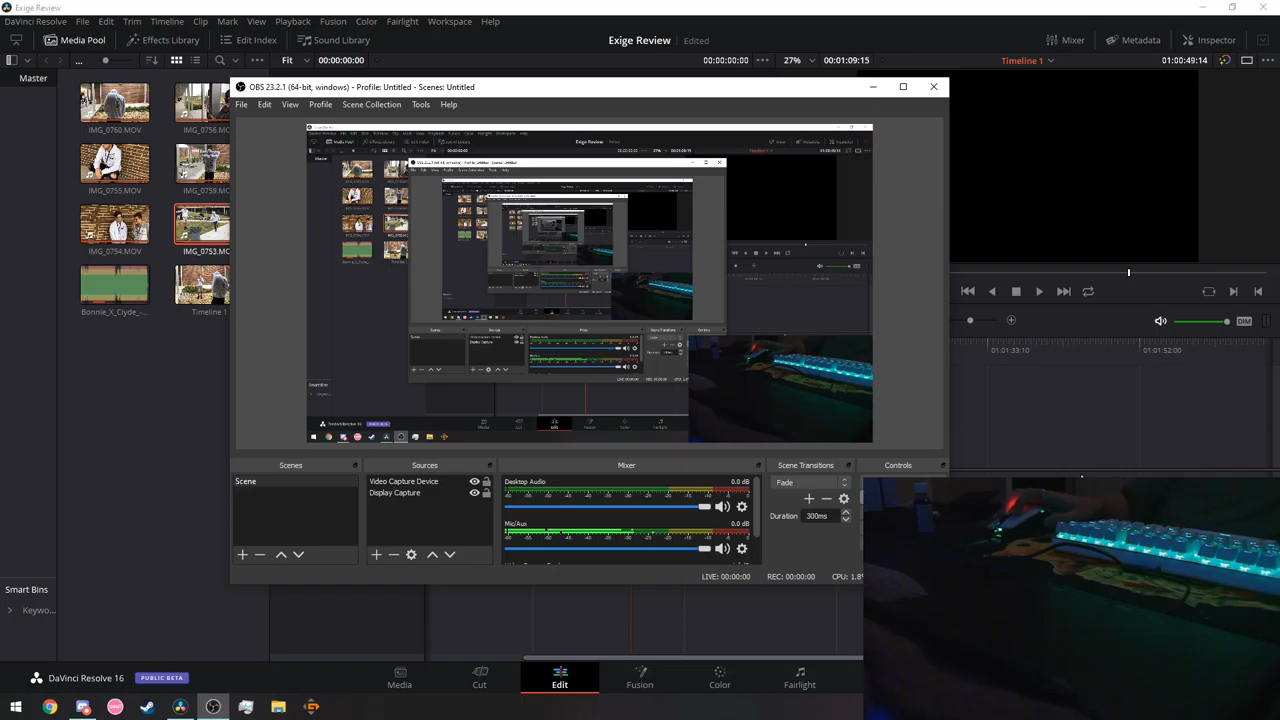 Exige Review
DaVinci Resolve File Edit Trim Timeline Clip Mark View Playback Fusion Color Fairlight Workspace Help
Media Pool Effects Library Edit Index Sound Library Exige Review Edited Mixer Metadata Inspector
... Fit 00:00:00:00 00:00:00:00 27% 00:01:09:15 Timeline 1 01:00:49:14
Master
OBS 23.2.1 (64-bit, windows) - Profile: Untitled - Scenes: Untitled
File Edit View Profile Scene Collection Tools Help
IMG_0760.MOV IMG_0756.MO
IMG_0755.MOV IMG_0759.MO
IMG_0754.MOV IMG_0753.MO
Bonnie_X_Clyde_-... Timeline 1
DIM
01:01:33:10 01:01:52:00
Scenes Sources Mixer Scene Transitions Controls
Scene
Video Capture Device
Display Capture
Desktop Audio 0.0 dB
Mic/Aux 0.0 dB
Fade
Duration 300ms
LIVE: 00:00:00 REC: 00:00:00 CPU: 1.8
Smart Bins
Keywo...
DaVinci Resolve 16 PUBLIC BETA
Media Cut Edit Fusion Color Fairlight